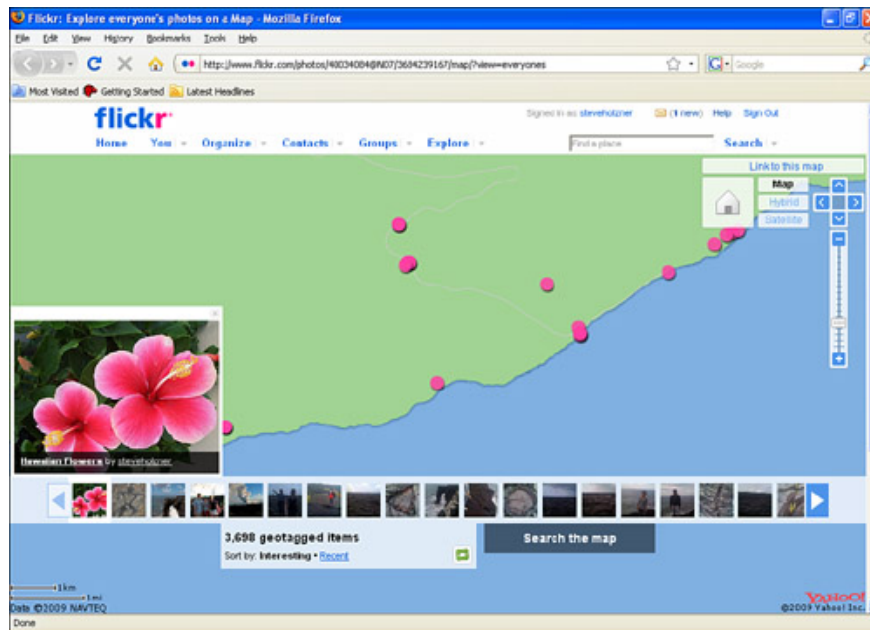 Flickr: Explore everyone's photos on a Map - Mozilla Firefox
File Edit View History Bookmarks Tools Help
http://www.flickr.com/photos/40034084@N07/3684239167/map/?view=everyones
Google
Most Visited Getting Started Latest Headlines
flickr
Signed in as steveholzner (1 new) Help Sign Out
Home You Organize Contacts Groups Explore Find a place Search
Link to this map
Map
Hybrid
Satellite
Hawaiian Flowers by steveholzner
3,698 geotagged items
Sort by: Interesting • Recent
Search the map
1km
1mi
Data ©2009 NAVTEQ
YAHOO!
©2009 Yahoo! Inc.
Done